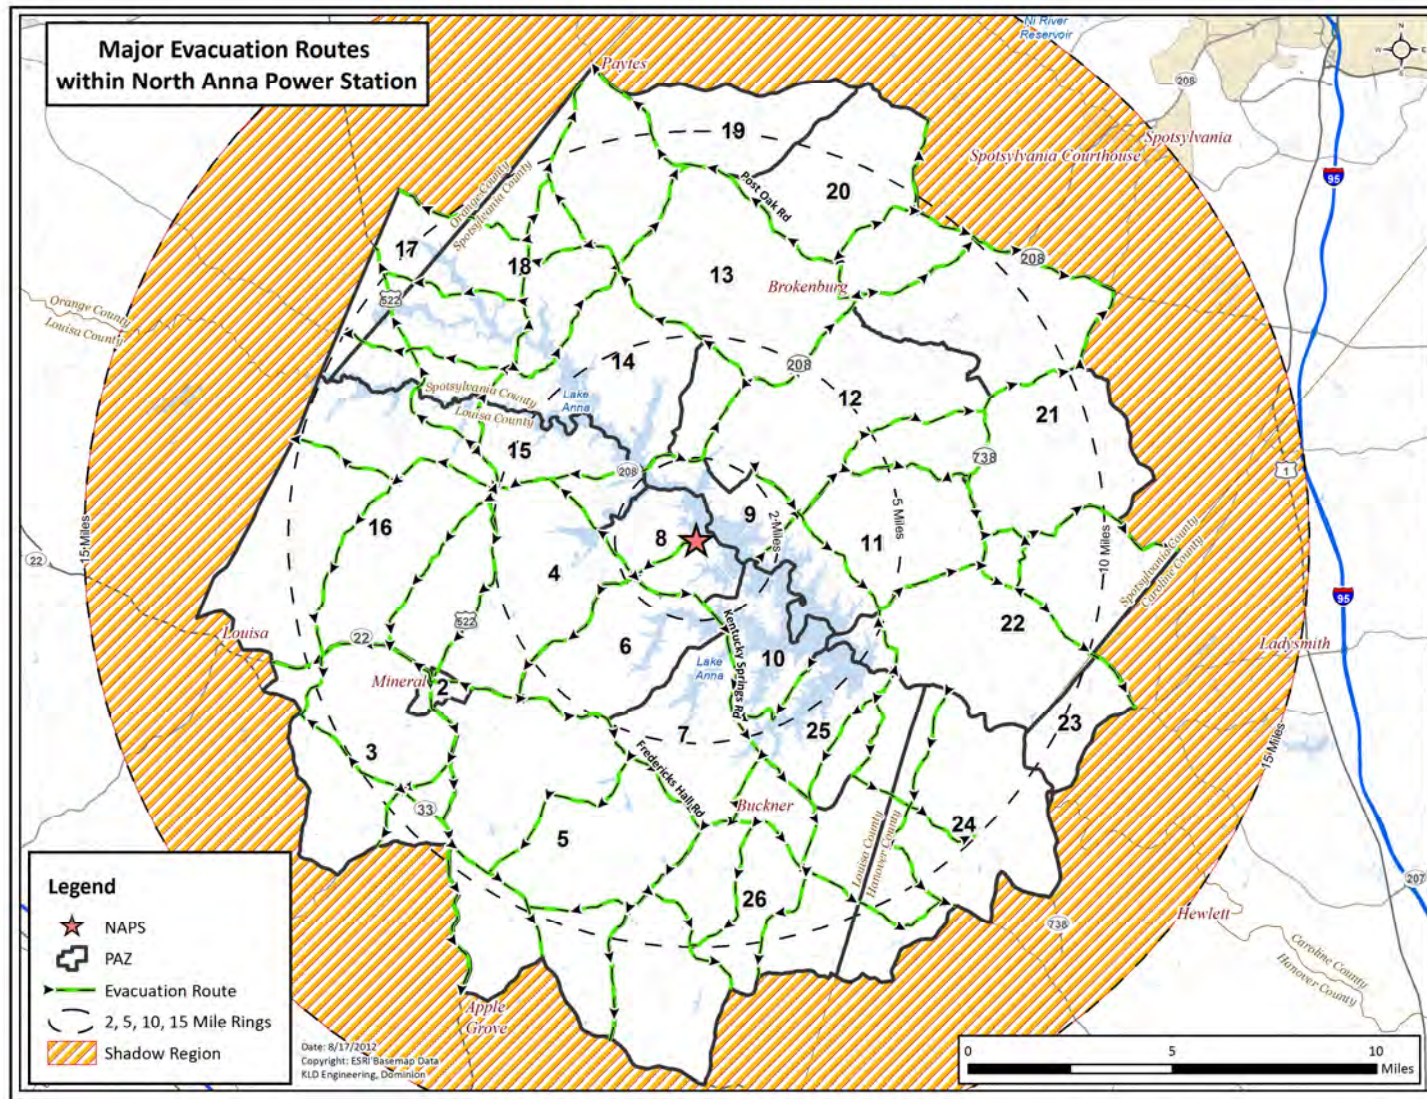 Major Evacuation Routes
within North Anna Power Station
Paytes
Ni River
Reservoir
208
Spotsylvania
Spotsylvania Courthouse
95
19
Post Oak Rd
20
Orange County
Spotsylvania County
17
18
13
208
Brokenburg
522
Orange County
Louisa County
14
208
Spotsylvania County
Louisa County
Lake
Anna
12
21
15
208
738
1
16
9
2 Miles
5 Miles
10 Miles
15 Miles
8
11
4
22
Spotsylvania County
Caroline County
95
Louisa
22
522
6
Kentucky Springs Rd
Lake
Anna
10
22
Ladysmith
Mineral
2
7
25
23
15 Miles
3
Fredericks Hall Rd
Buckner
33
5
24
Louisa County
Hanover County
26
207
738
Hewlett
Caroline County
Hanover County
Apple
Grove
Legend
NAPS
PAZ
Evacuation Route
2, 5, 10, 15 Mile Rings
Shadow Region
Date: 8/17/2012
Copyright: ESRI Basemap Data
KLD Engineering, Dominion
0
5
10
Miles
N
W
E
S